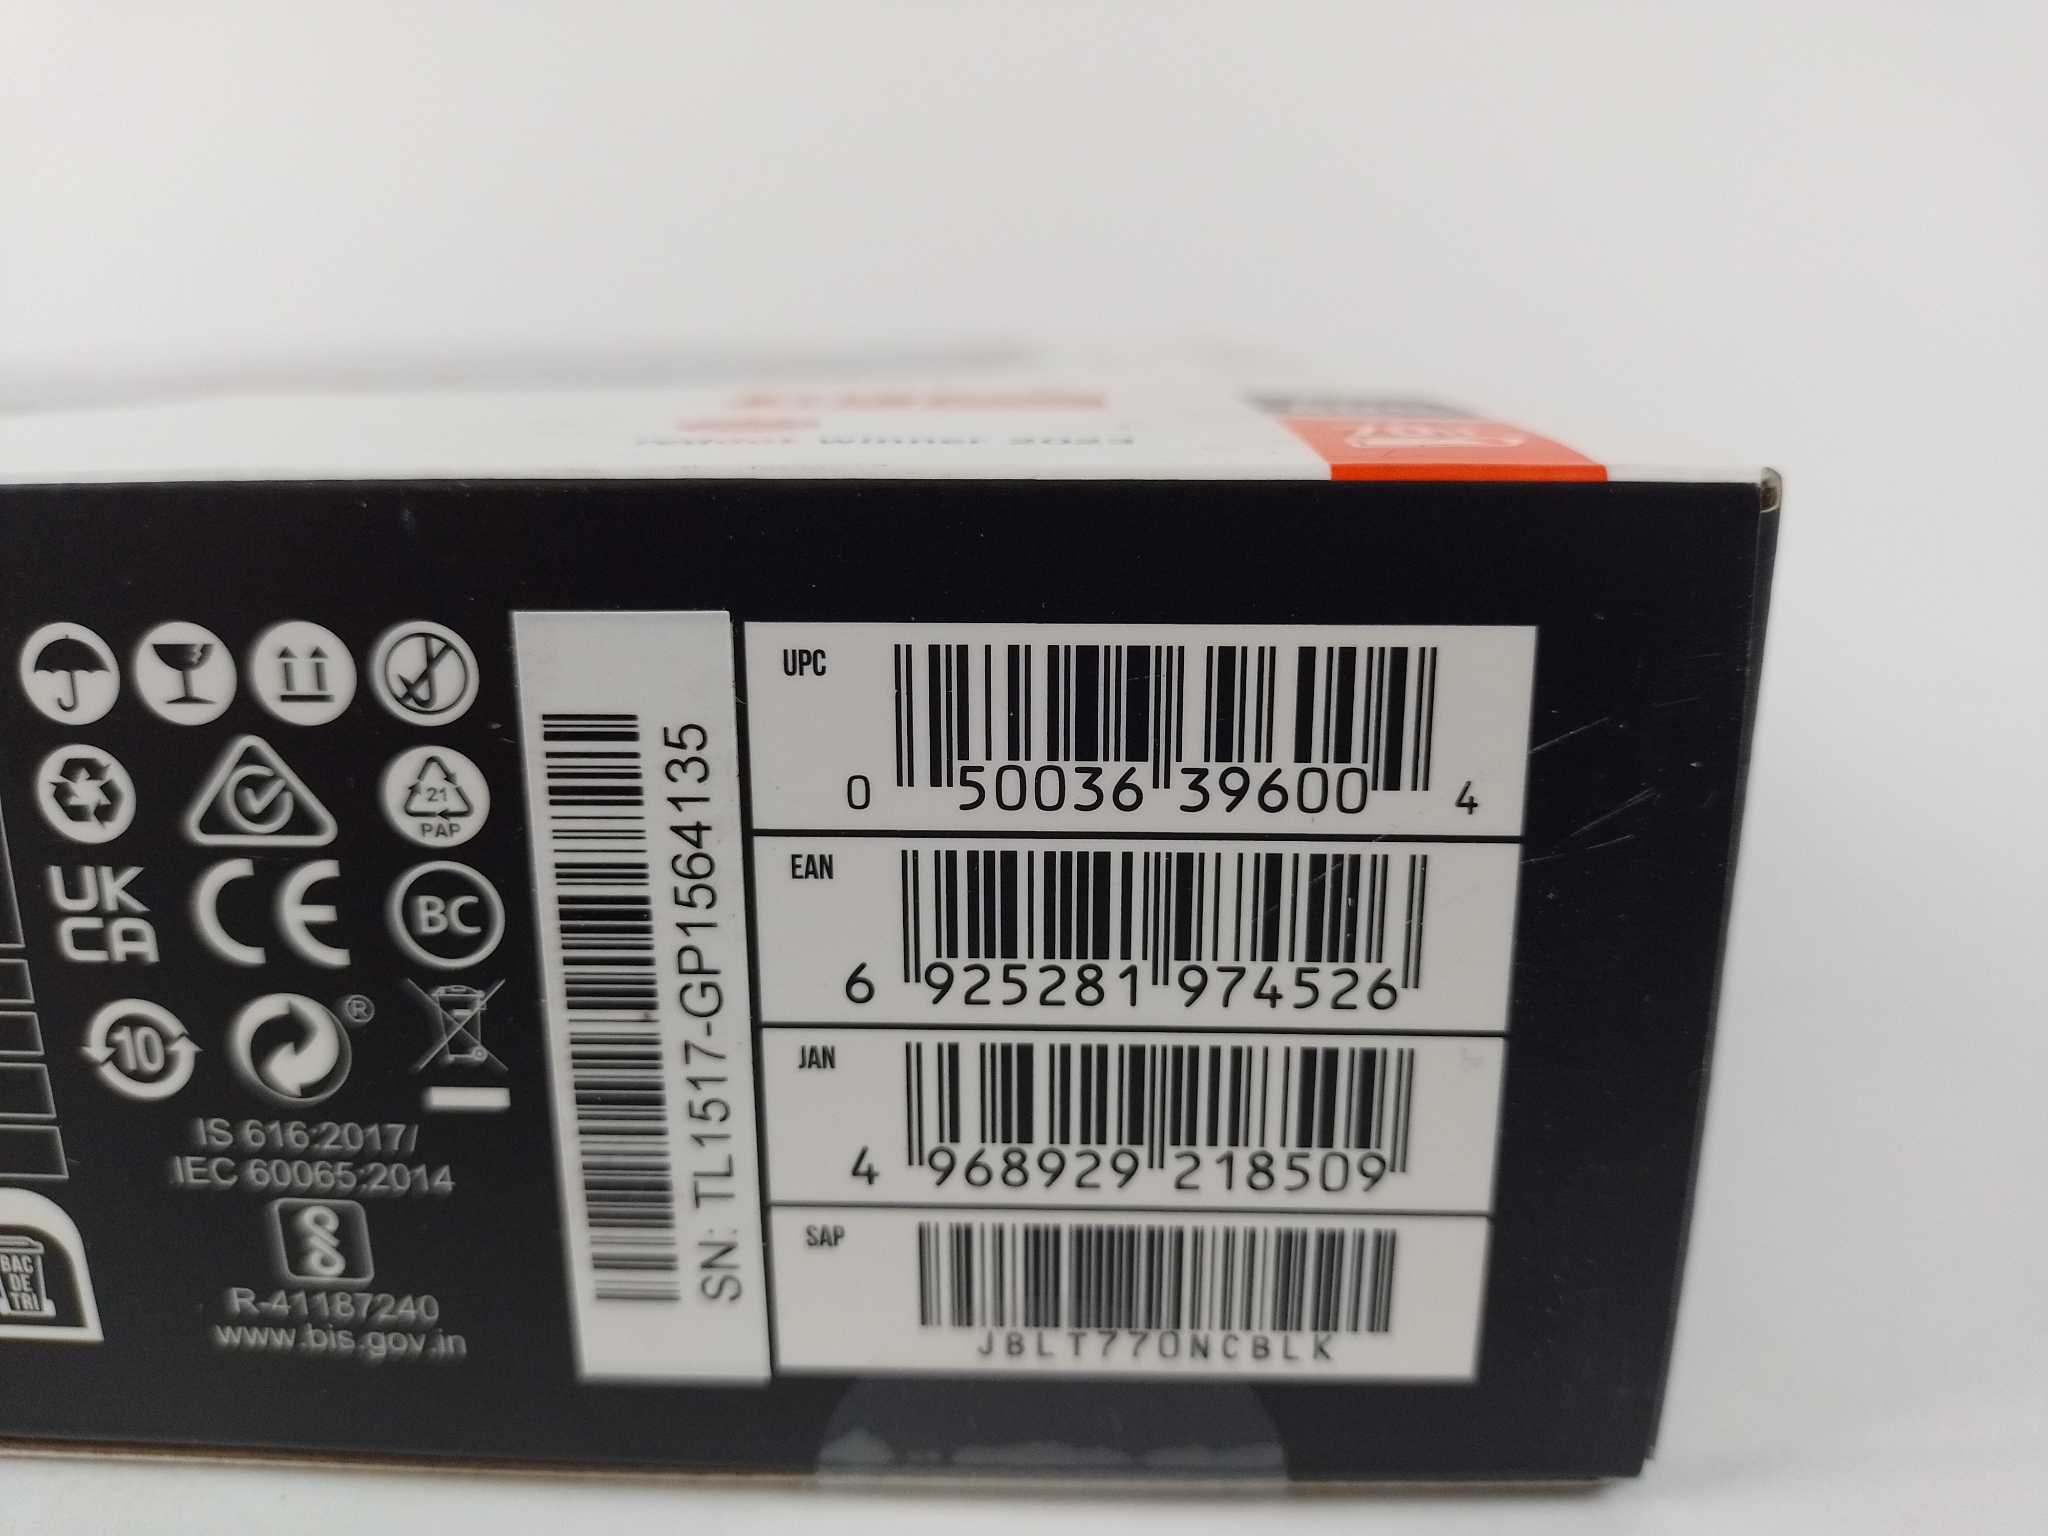 winner 2023
21
PAP
UK
CA
CE
BC
10
®
IS 616:2017/
IEC 60065:2014
R-41187240
www.bis.gov.in
BAC
DE
TRI
SN: TL1517-GP1564135
UPC
0 50036 39600 4
EAN
6 925281 974526
JAN
4 968929 218509
SAP
JBLT770NCBLK